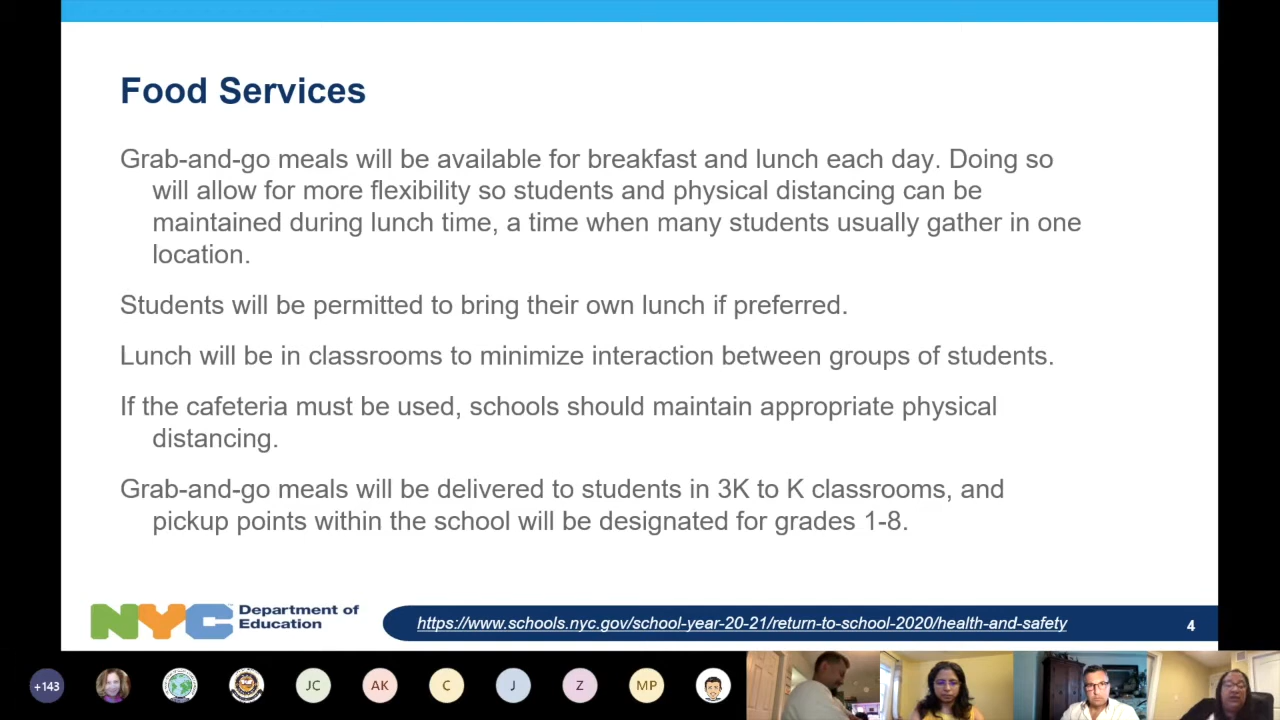 Food Services
Grab-and-go meals will be available for breakfast and lunch each day. Doing so
will allow for more flexibility so students and physical distancing can be
maintained during lunch time, a time when many students usually gather in one
location.
Students will be permitted to bring their own lunch if preferred.
Lunch will be in classrooms to minimize interaction between groups of students.
If the cafeteria must be used, schools should maintain appropriate physical
distancing.
Grab-and-go meals will be delivered to students in 3K to K classrooms, and
pickup points within the school will be designated for grades 1-8.
NYC Department of
Education
https://www.schools.nyc.gov/school-year-20-21/return-to-school-2020/health-and-safety
4
+143
JC
AK
C
J
Z
MP